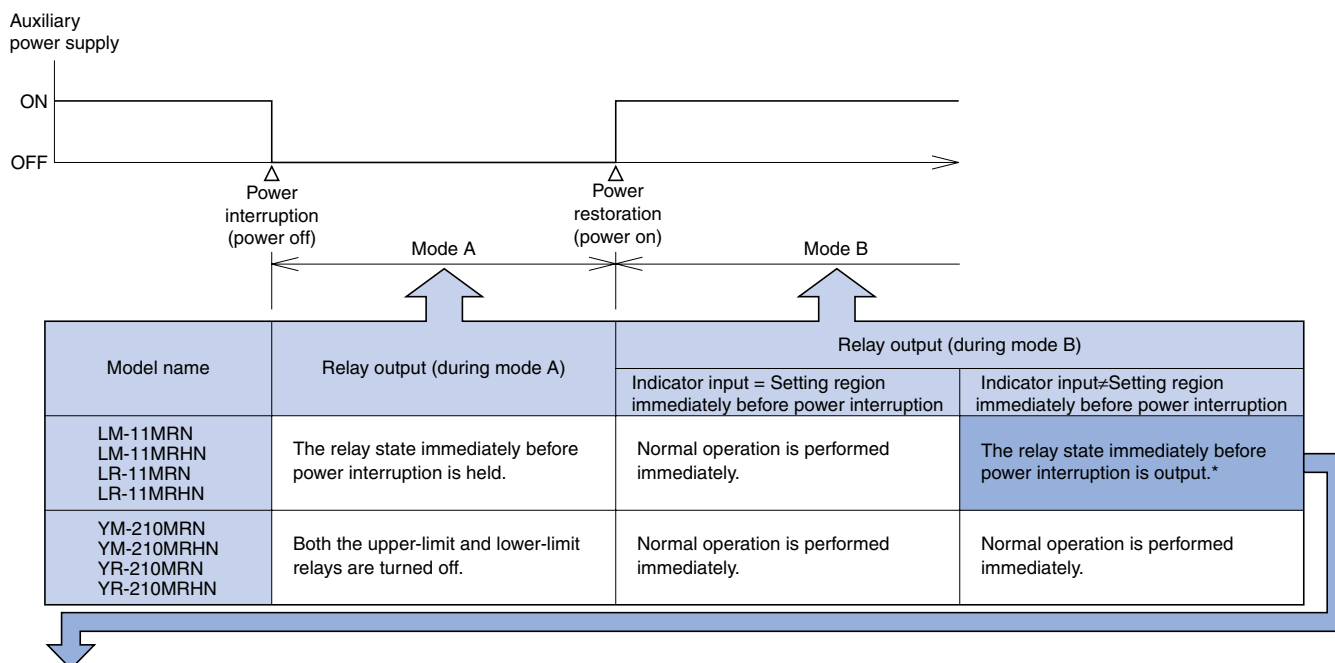 Auxiliary
power supply
ON
OFF
Power
interruption
(power off)
Power
restoration
(power on)
Mode A
Mode B
Model name
Relay output (during mode A)
Relay output (during mode B)
Indicator input = Setting region
immediately before power interruption
Indicator input≠Setting region
immediately before power interruption
LM-11MRN
LM-11MRHN
LR-11MRN
LR-11MRHN
The relay state immediately before
power interruption is held.
Normal operation is performed
immediately.
The relay state immediately before
power interruption is output.*
YM-210MRN
YM-210MRHN
YR-210MRN
YR-210MRHN
Both the upper-limit and lower-limit
relays are turned off.
Normal operation is performed
immediately.
Normal operation is performed
immediately.